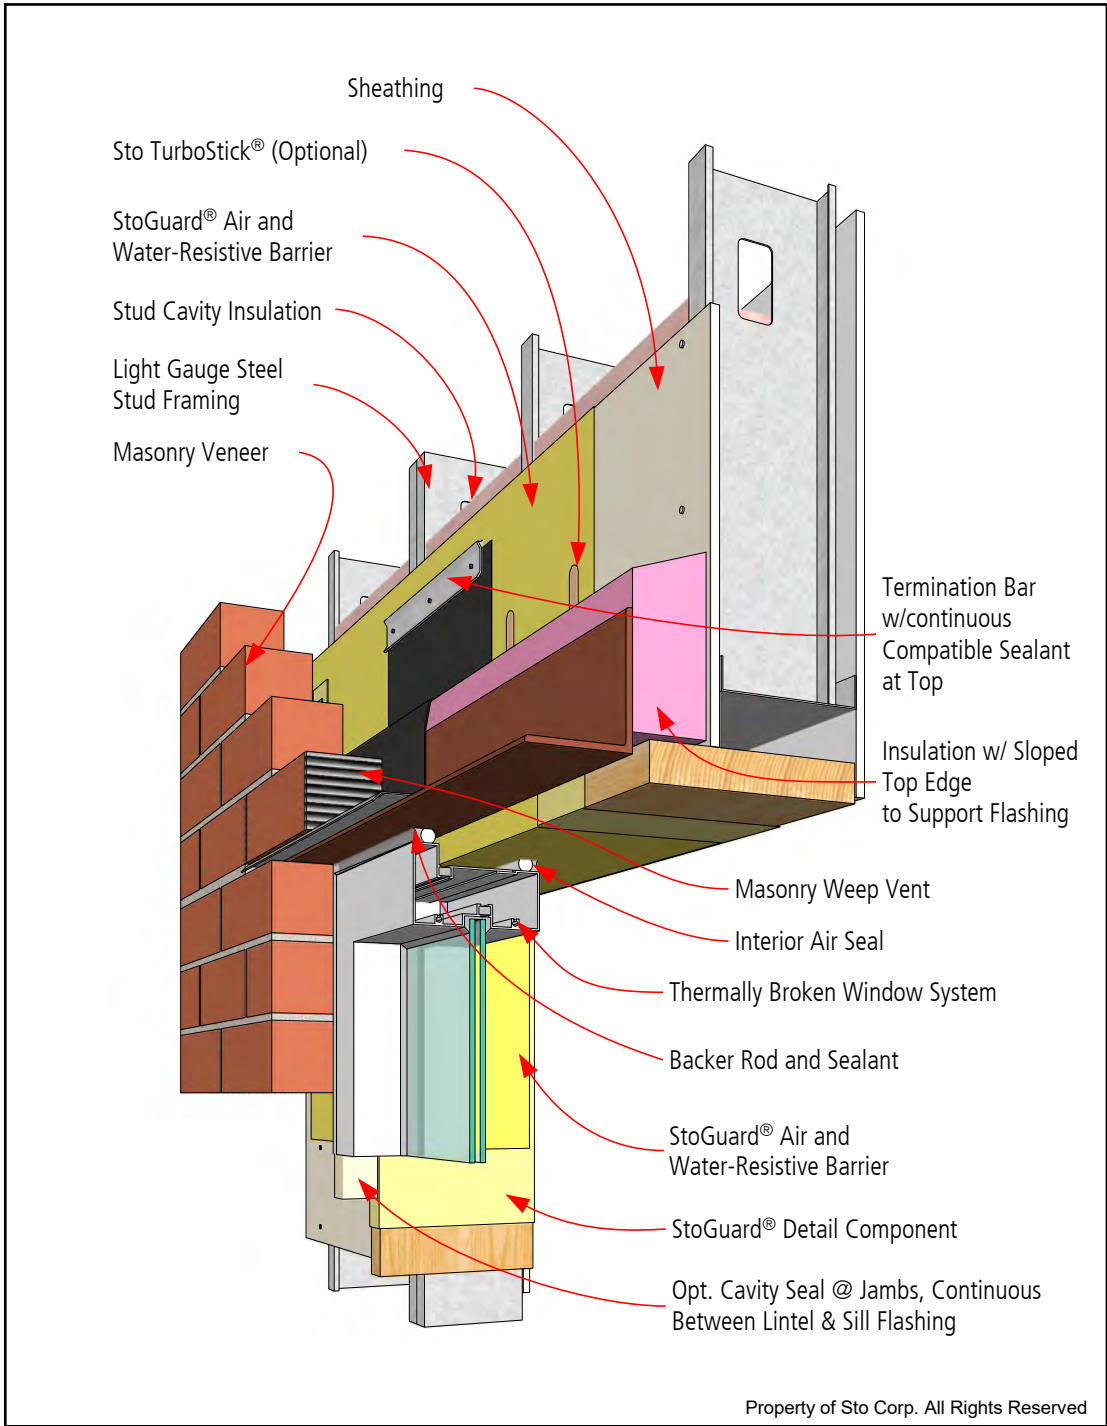 Sheathing
Sto TurboStick® (Optional)
StoGuard® Air and
Water-Resistive Barrier
Stud Cavity Insulation
Light Gauge Steel
Stud Framing
Masonry Veneer
Termination Bar
w/continuous
Compatible Sealant
at Top
Insulation w/ Sloped
Top Edge
to Support Flashing
Masonry Weep Vent
Interior Air Seal
Thermally Broken Window System
Backer Rod and Sealant
StoGuard® Air and
Water-Resistive Barrier
StoGuard® Detail Component
Opt. Cavity Seal @ Jambs, Continuous
Between Lintel & Sill Flashing
Property of Sto Corp. All Rights Reserved